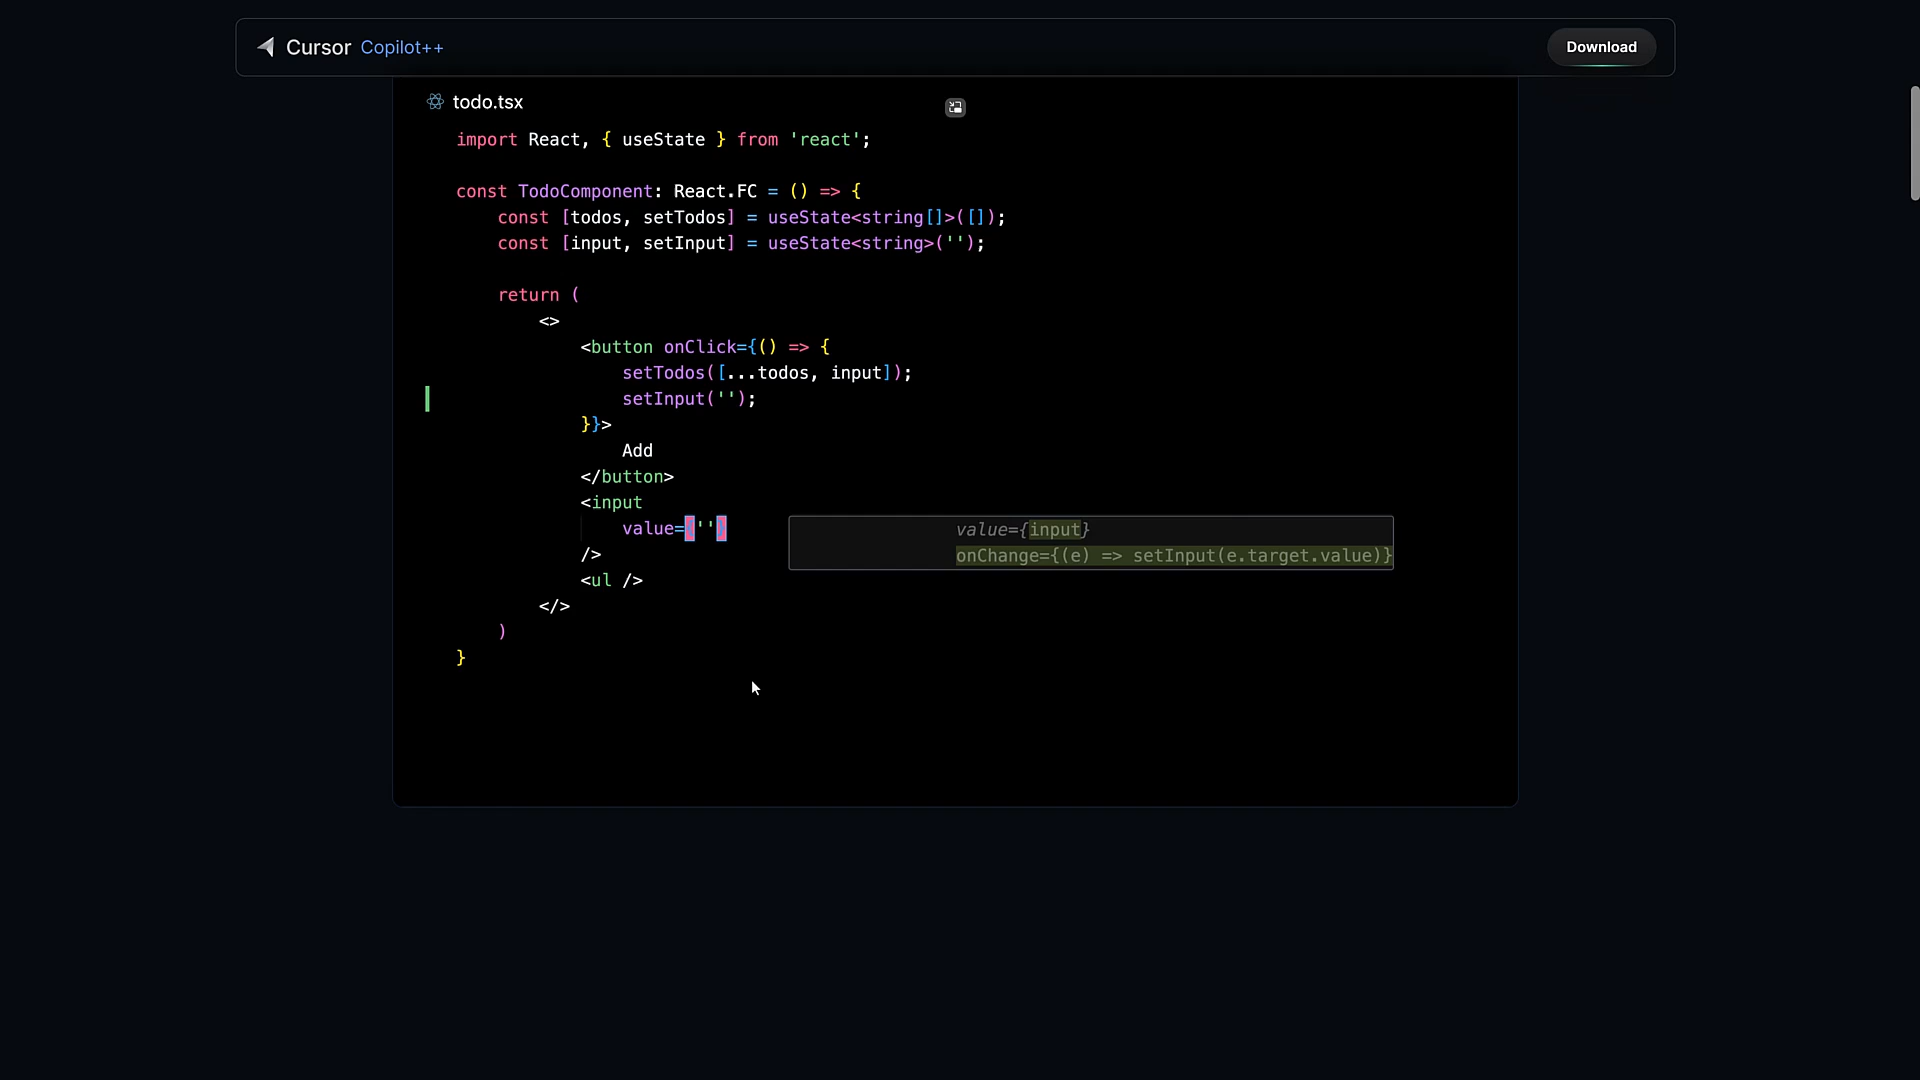 Cursor Copilot++
Download
todo.tsx
import React, { useState } from 'react';
const TodoComponent: React.FC = () => {
const [todos, setTodos] = useState<string[]>([]);
const [input, setInput] = useState<string>('');
return (
<>
<button onClick={() => {
setTodos([...todos, input]);
setInput('');
}}>
Add
</button>
<input
value={''}
value={input}
onChange={(e) => setInput(e.target.value)}
/>
<ul />
</>
)
}